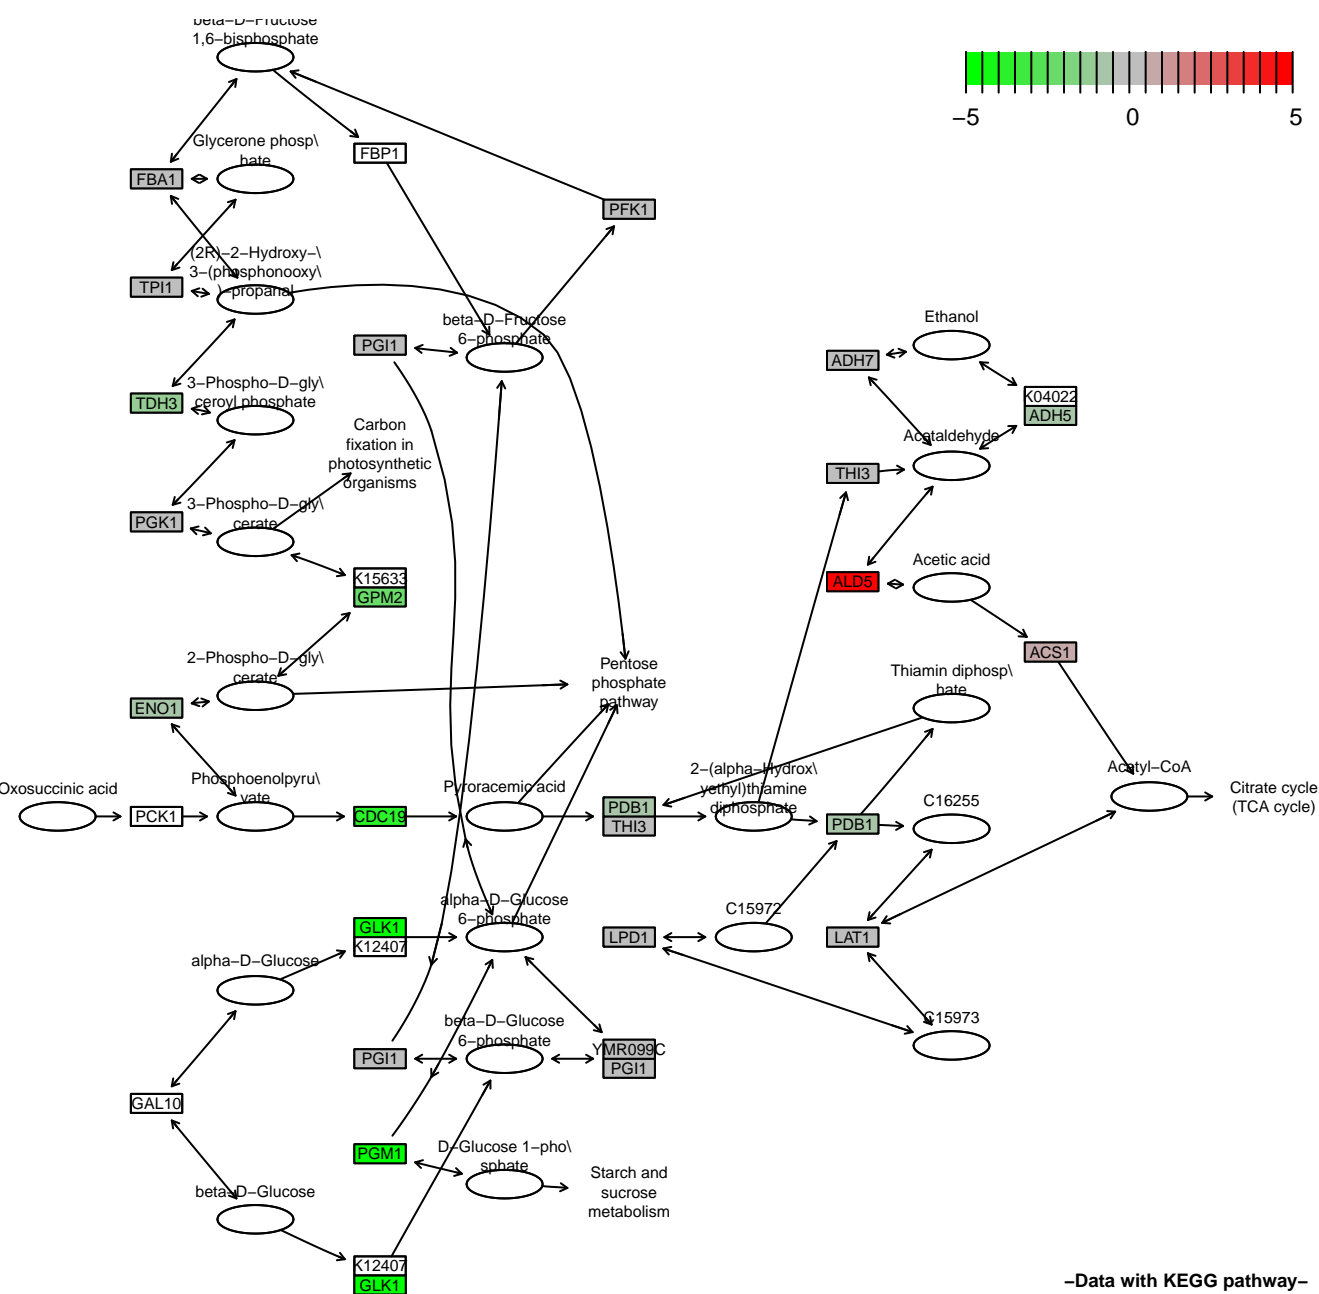 beta−D−Fructose
1,6−bisphosphate
−5
0
5
Glycerone phosp\
hate
FBP1
FBA1
PFK1
(2R)−2−Hydroxy−\
3−(phosphonooxy\
)−propanal
TPI1
beta−D−Fructose
6−phosphate
PGI1
Ethanol
ADH7
3−Phospho−D−gly\
ceroyl phosphate
TDH3
K04022
ADH5
Carbon
fixation in
photosynthetic
organisms
Acetaldehyde
THI3
3−Phospho−D−gly\
cerate
PGK1
K15633
GPM2
Acetic acid
ALD5
ACS1
2−Phospho−D−gly\
cerate
ENO1
Pentose
phosphate
pathway
Thiamin diphosp\
hate
Oxosuccinic acid
PCK1
Phosphoenolpyru\
vate
CDC19
Pyroracemic acid
PDB1
THI3
2−(alpha−Hydrox\
yethyl)thiamine
diphosphate
PDB1
C16255
Acetyl−CoA
Citrate cycle
(TCA cycle)
alpha−D−Glucose
6−phosphate
GLK1
K12407
LPD1
C15972
LAT1
alpha−D−Glucose
C15973
beta−D−Glucose
6−phosphate
PGI1
YMR099C
PGI1
GAL10
PGM1
D−Glucose 1−pho\
sphate
Starch and
sucrose
metabolism
beta−D−Glucose
K12407
GLK1
−Data with KEGG pathway−